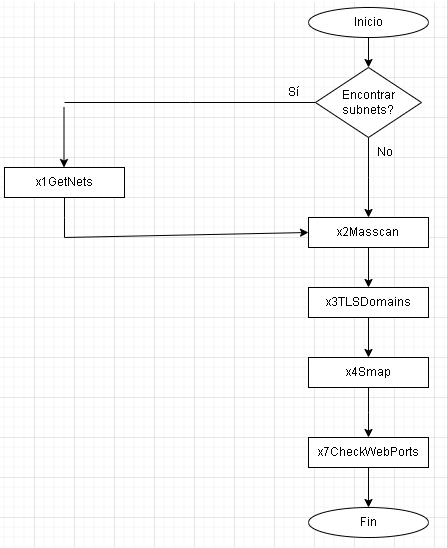 Inicio
Encontrar
subnets?
Sí
No
x1GetNets
x2Masscan
x3TLSDomains
x4Smap
x7CheckWebPorts
Fin